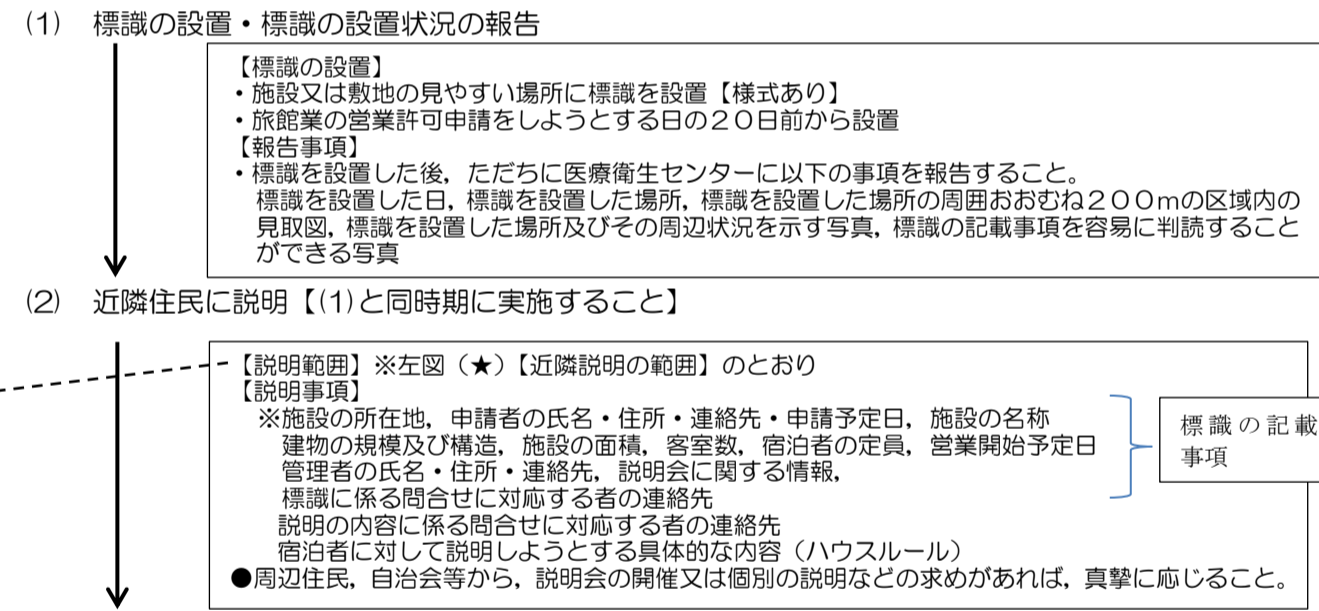 (1) 標識の設置・標識の設置状況の報告
【標識の設置】
・施設又は敷地の見やすい場所に標識を設置【様式あり】
・旅館業の営業許可申請をしようとする日の２０日前から設置
【報告事項】
・標識を設置した後，ただちに医療衛生センターに以下の事項を報告すること。
標識を設置した日，標識を設置した場所，標識を設置した場所の周囲おおむね２００ｍの区域内の
見取図，標識を設置した場所及びその周辺状況を示す写真，標識の記載事項を容易に判読すること
ができる写真
(2) 近隣住民に説明【(1)と同時期に実施すること】
【説明範囲】※左図（★）【近隣説明の範囲】のとおり
【説明事項】
※施設の所在地，申請者の氏名・住所・連絡先・申請予定日，施設の名称
建物の規模及び構造，施設の面積，客室数，宿泊者の定員，営業開始予定日
管理者の氏名・住所・連絡先，説明会に関する情報，
標識に係る問合せに対応する者の連絡先
説明の内容に係る問合せに対応する者の連絡先
宿泊者に対して説明しようとする具体的な内容（ハウスルール）
●周辺住民，自治会等から，説明会の開催又は個別の説明などの求めがあれば，真摯に応じること。
標識の記載
事項